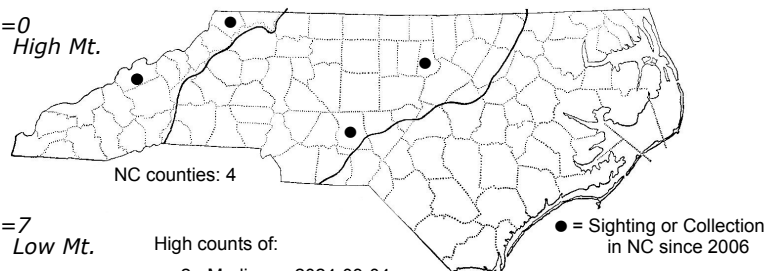 =0
High Mt.
NC counties: 4
=7
Low Mt.
High counts of:
● = Sighting or Collection
in NC since 2006